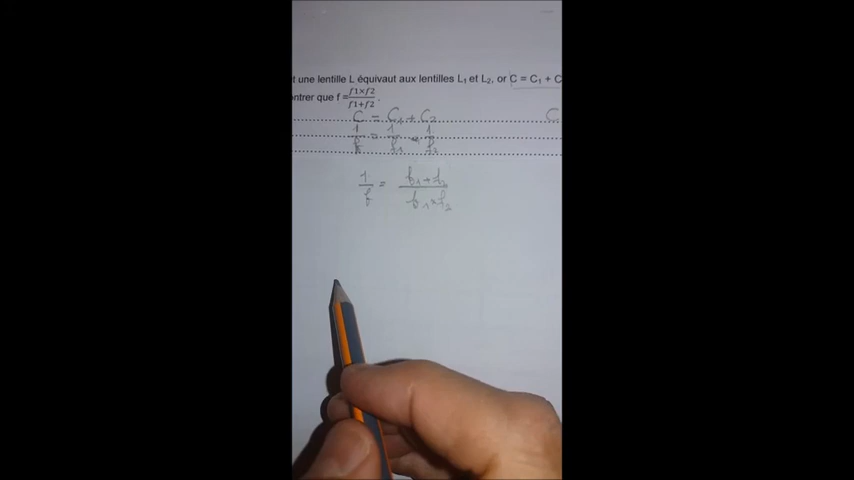 t une lentille L équivaut aux lentilles L₁ et L₂, or C = C₁ + C
ntrer que f = f1×f2 / f1+f2 .
C = C₁ + C₂
C
1/f = 1/f₁ + 1/f₂
1/f = f₁+f₂ / f₁×f₂